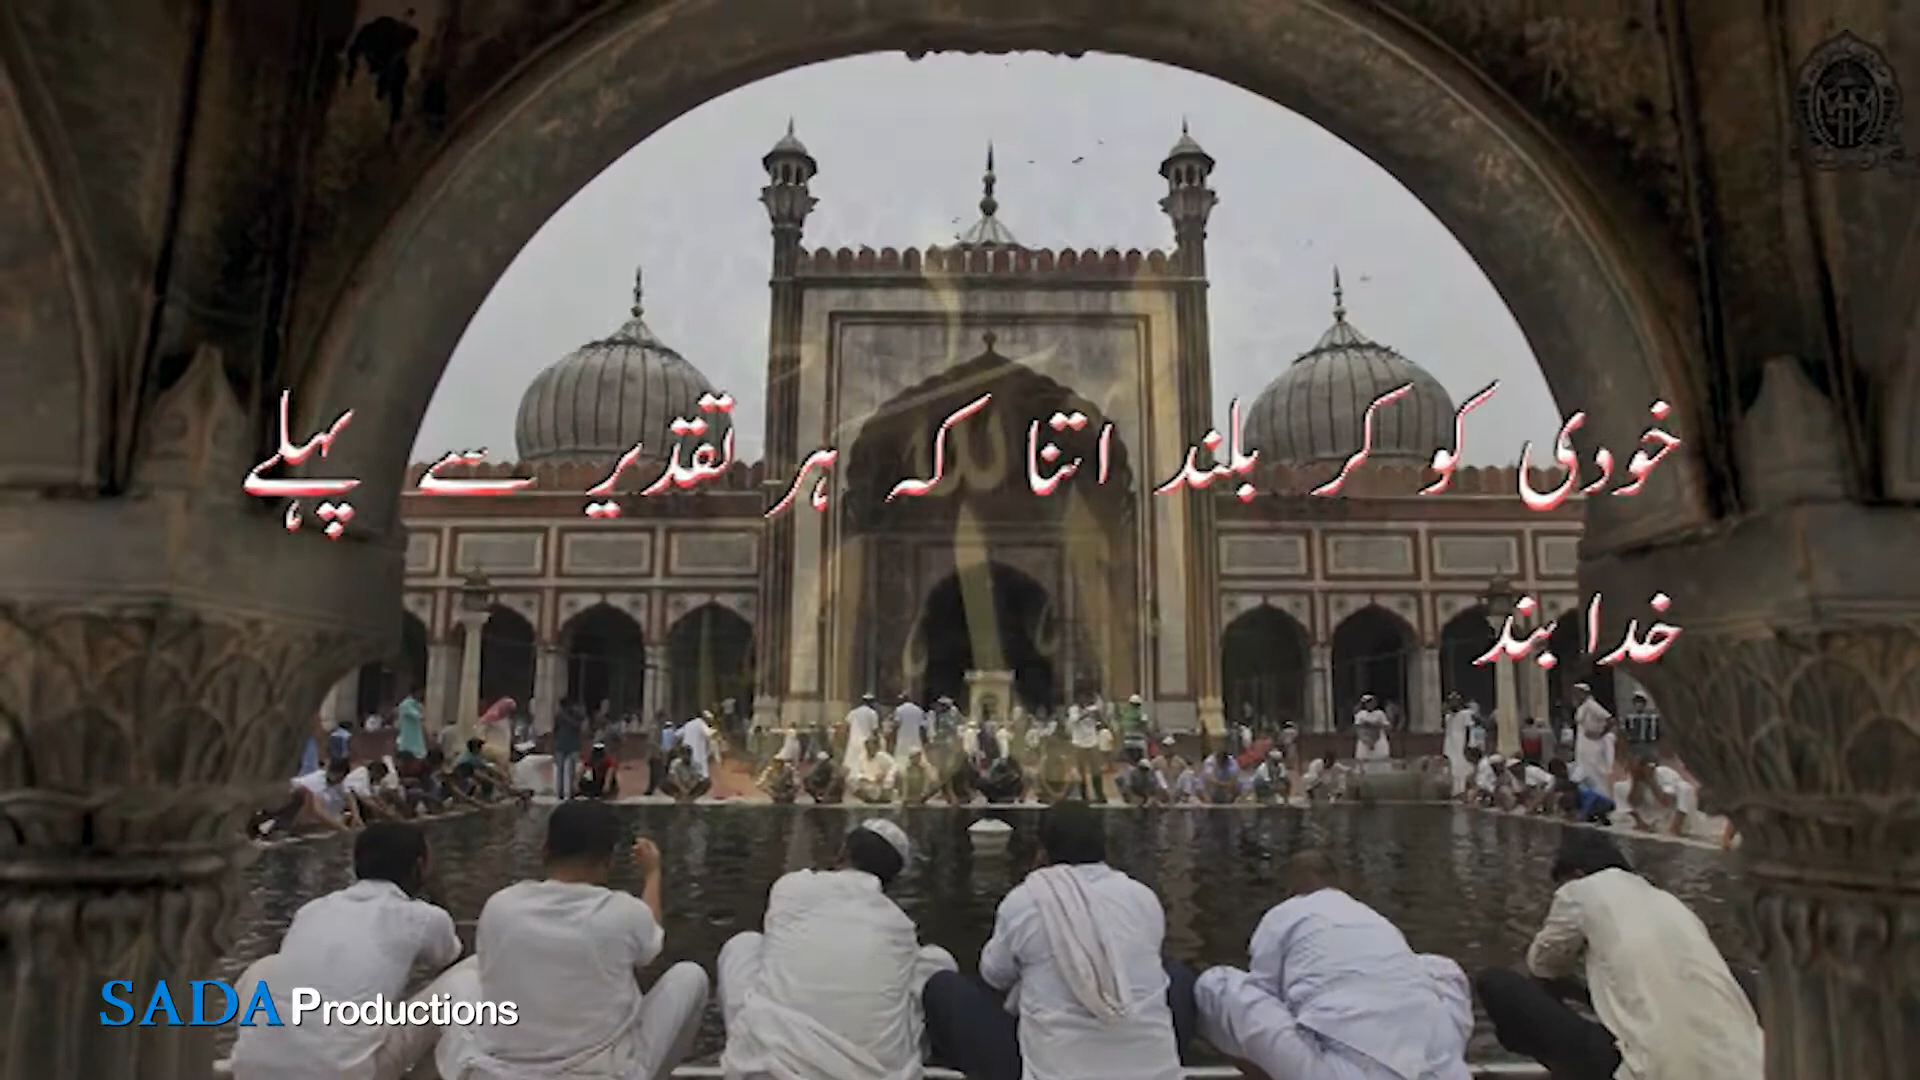 خودی کو کر بلند اتنا کہ ہر تقدیر سے پہلے
خدا بند
SADA Productions